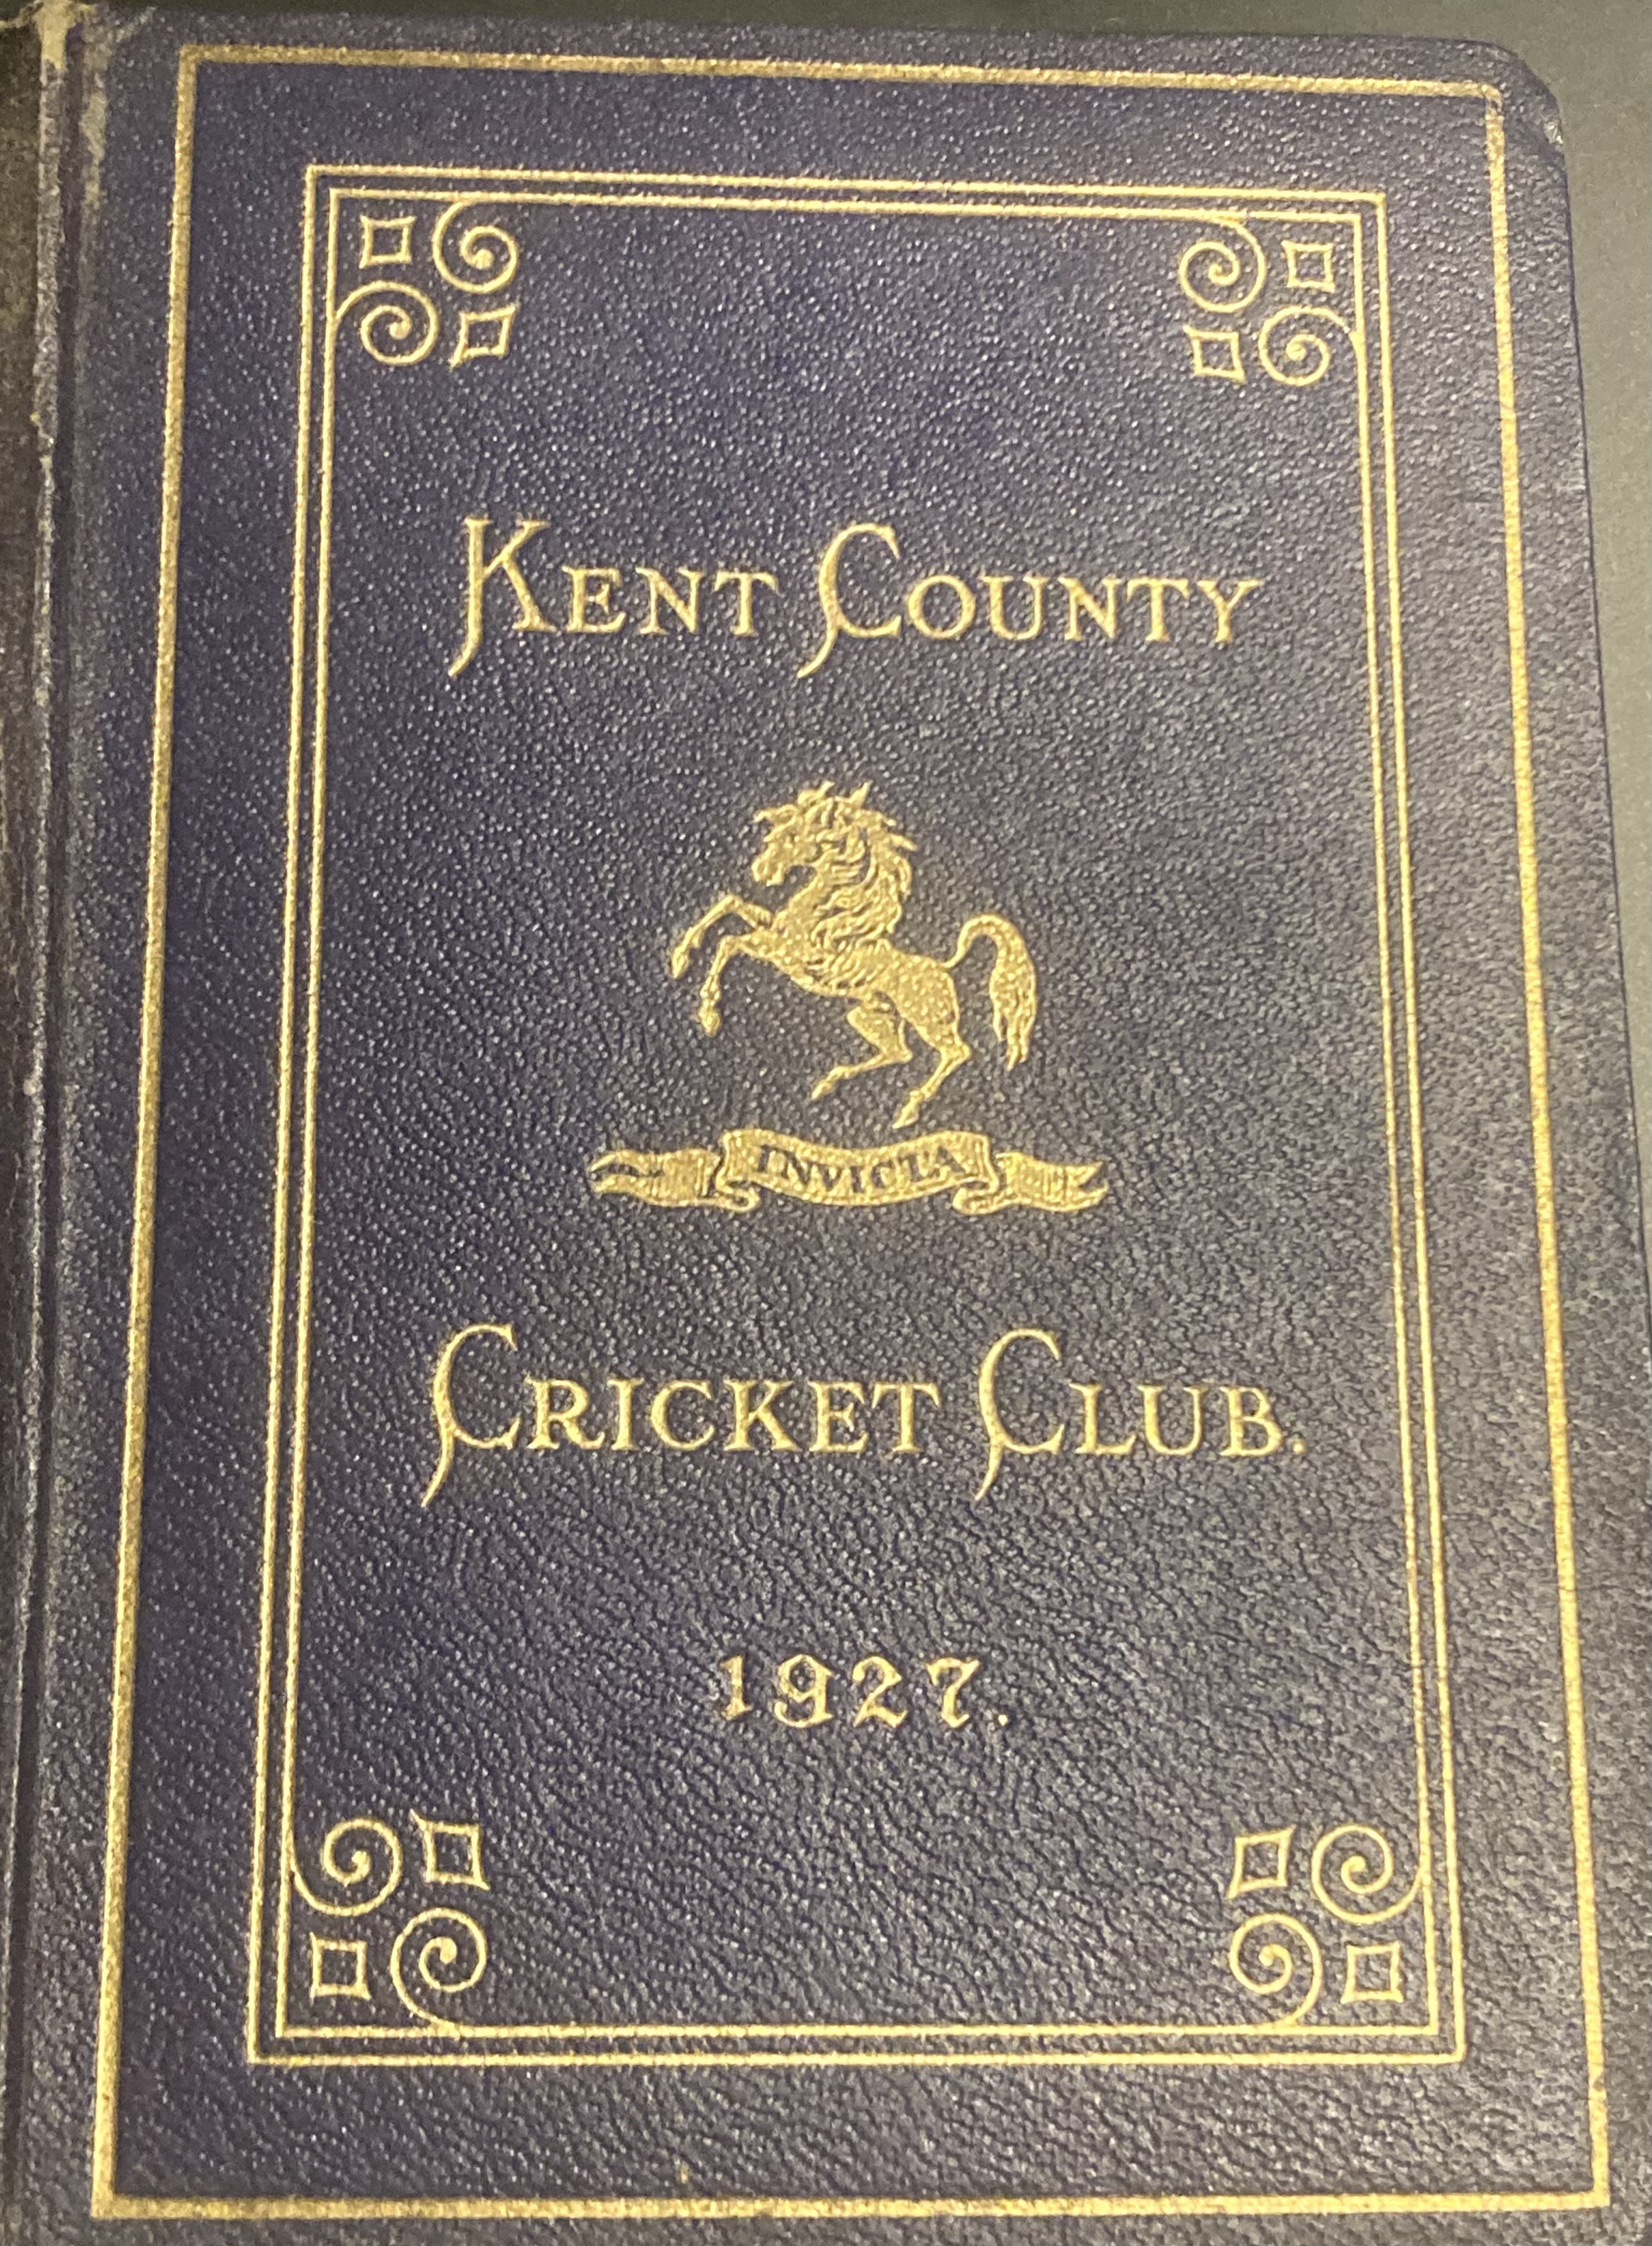 KENT COUNTY
INVICTA
CRICKET CLUB.
1927.